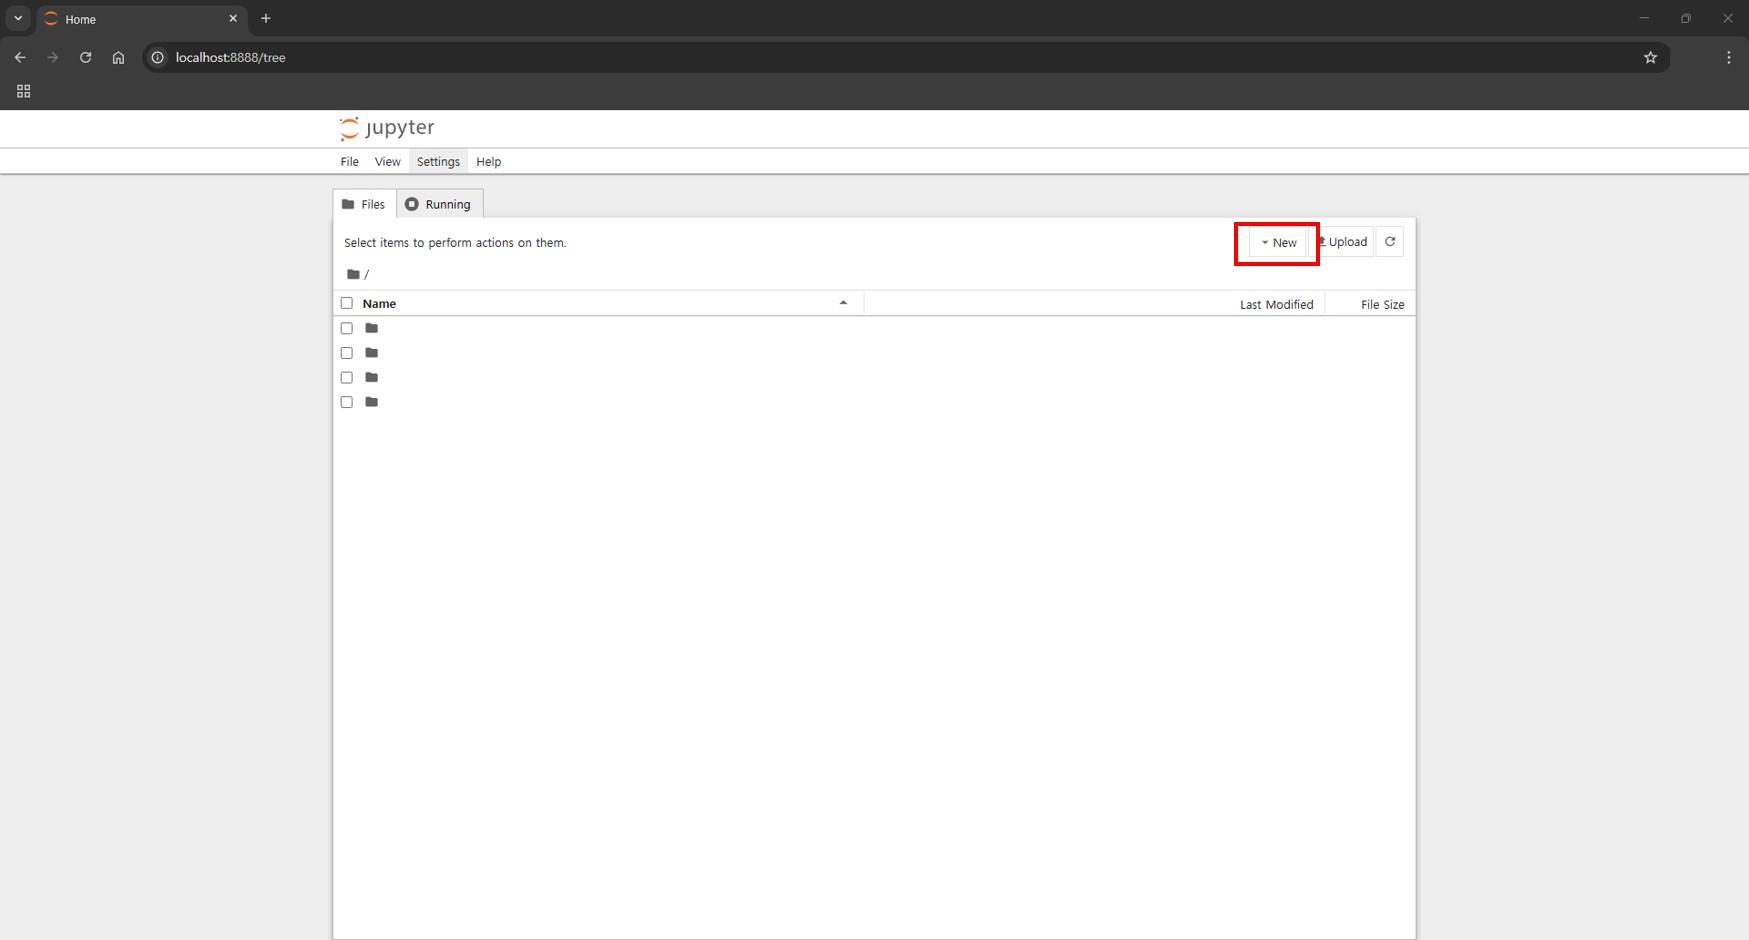 Home
localhost:8888/tree
jupyter
File View Settings Help
Files Running
Select items to perform actions on them.
New Upload
/
Name Last Modified File Size